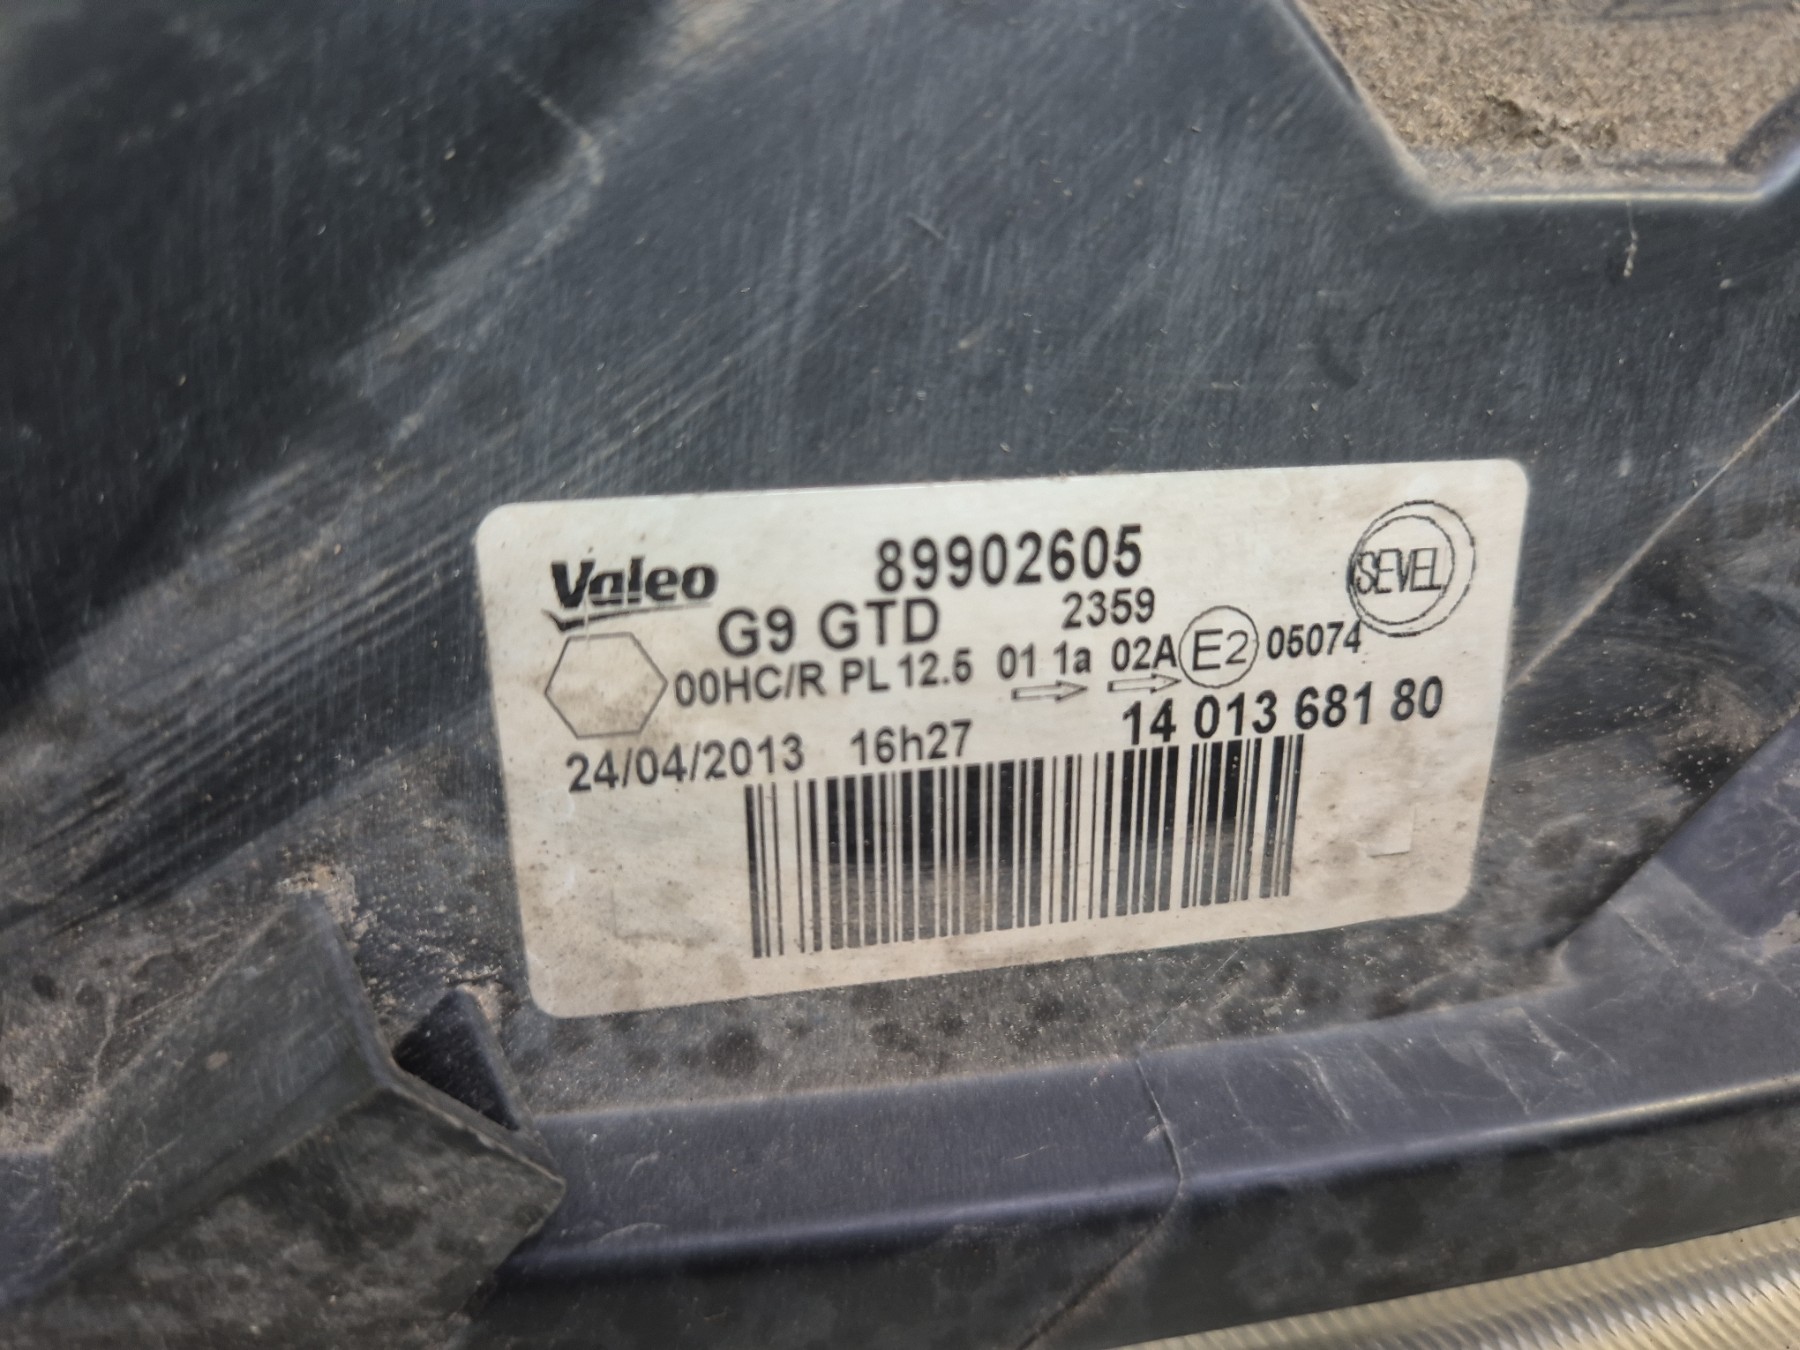 Valeo 89902605 SEVEL
G9 GTD 2359
00HC/R PL 12.5 01 1a 02A E2 05074
24/04/2013 16h27 14 013 681 80